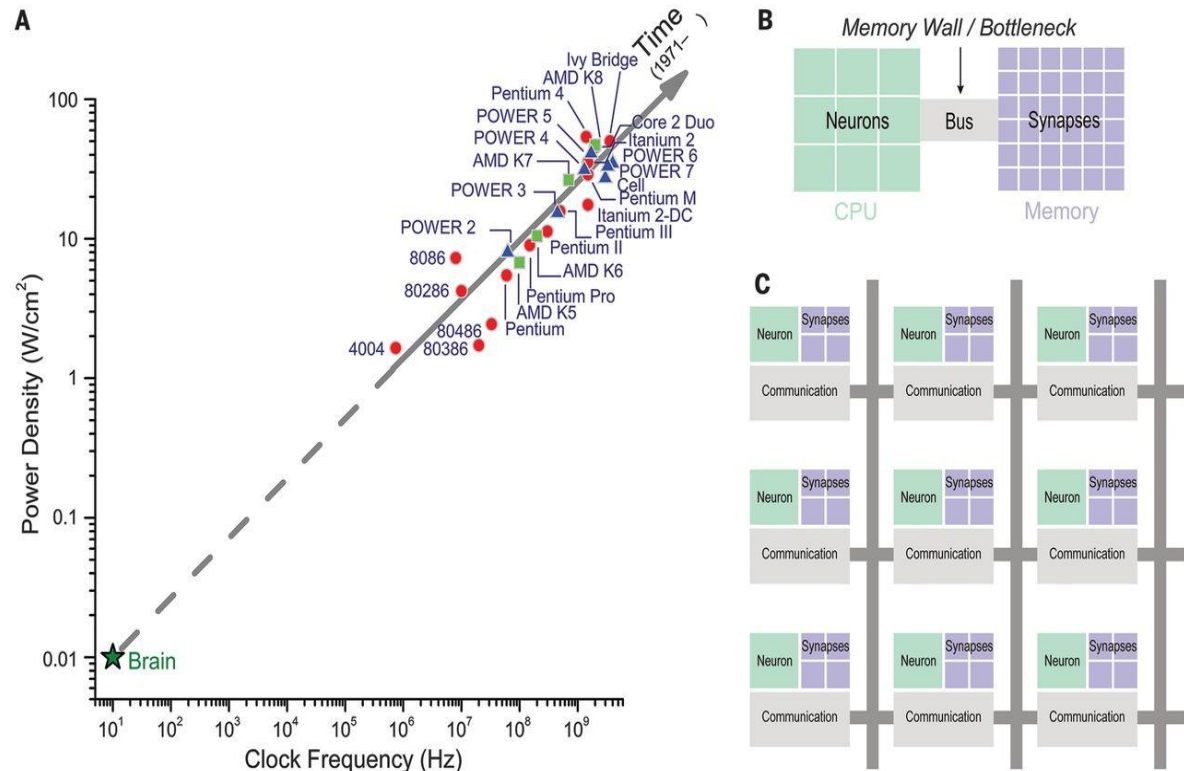 A
Time
(1971– )
Ivy Bridge
AMD K8
Pentium 4
POWER 5
Core 2 Duo
POWER 4
Itanium 2
AMD K7
POWER 6
POWER 7
Cell
POWER 3
Pentium M
Itanium 2-DC
Pentium III
POWER 2
Pentium II
8086
AMD K6
80286
Pentium Pro
AMD K5
80486
Pentium
4004
80386
Brain
100
10
1
0.1
0.01
Power Density (W/cm²)
10¹ 10² 10³ 10⁴ 10⁵ 10⁶ 10⁷ 10⁸ 10⁹
Clock Frequency (Hz)
B
Memory Wall / Bottleneck
Neurons Bus Synapses
CPU Memory
C
Neuron Synapses Neuron Synapses Neuron Synapses
Communication Communication Communication
Neuron Synapses Neuron Synapses Neuron Synapses
Communication Communication Communication
Neuron Synapses Neuron Synapses Neuron Synapses
Communication Communication Communication